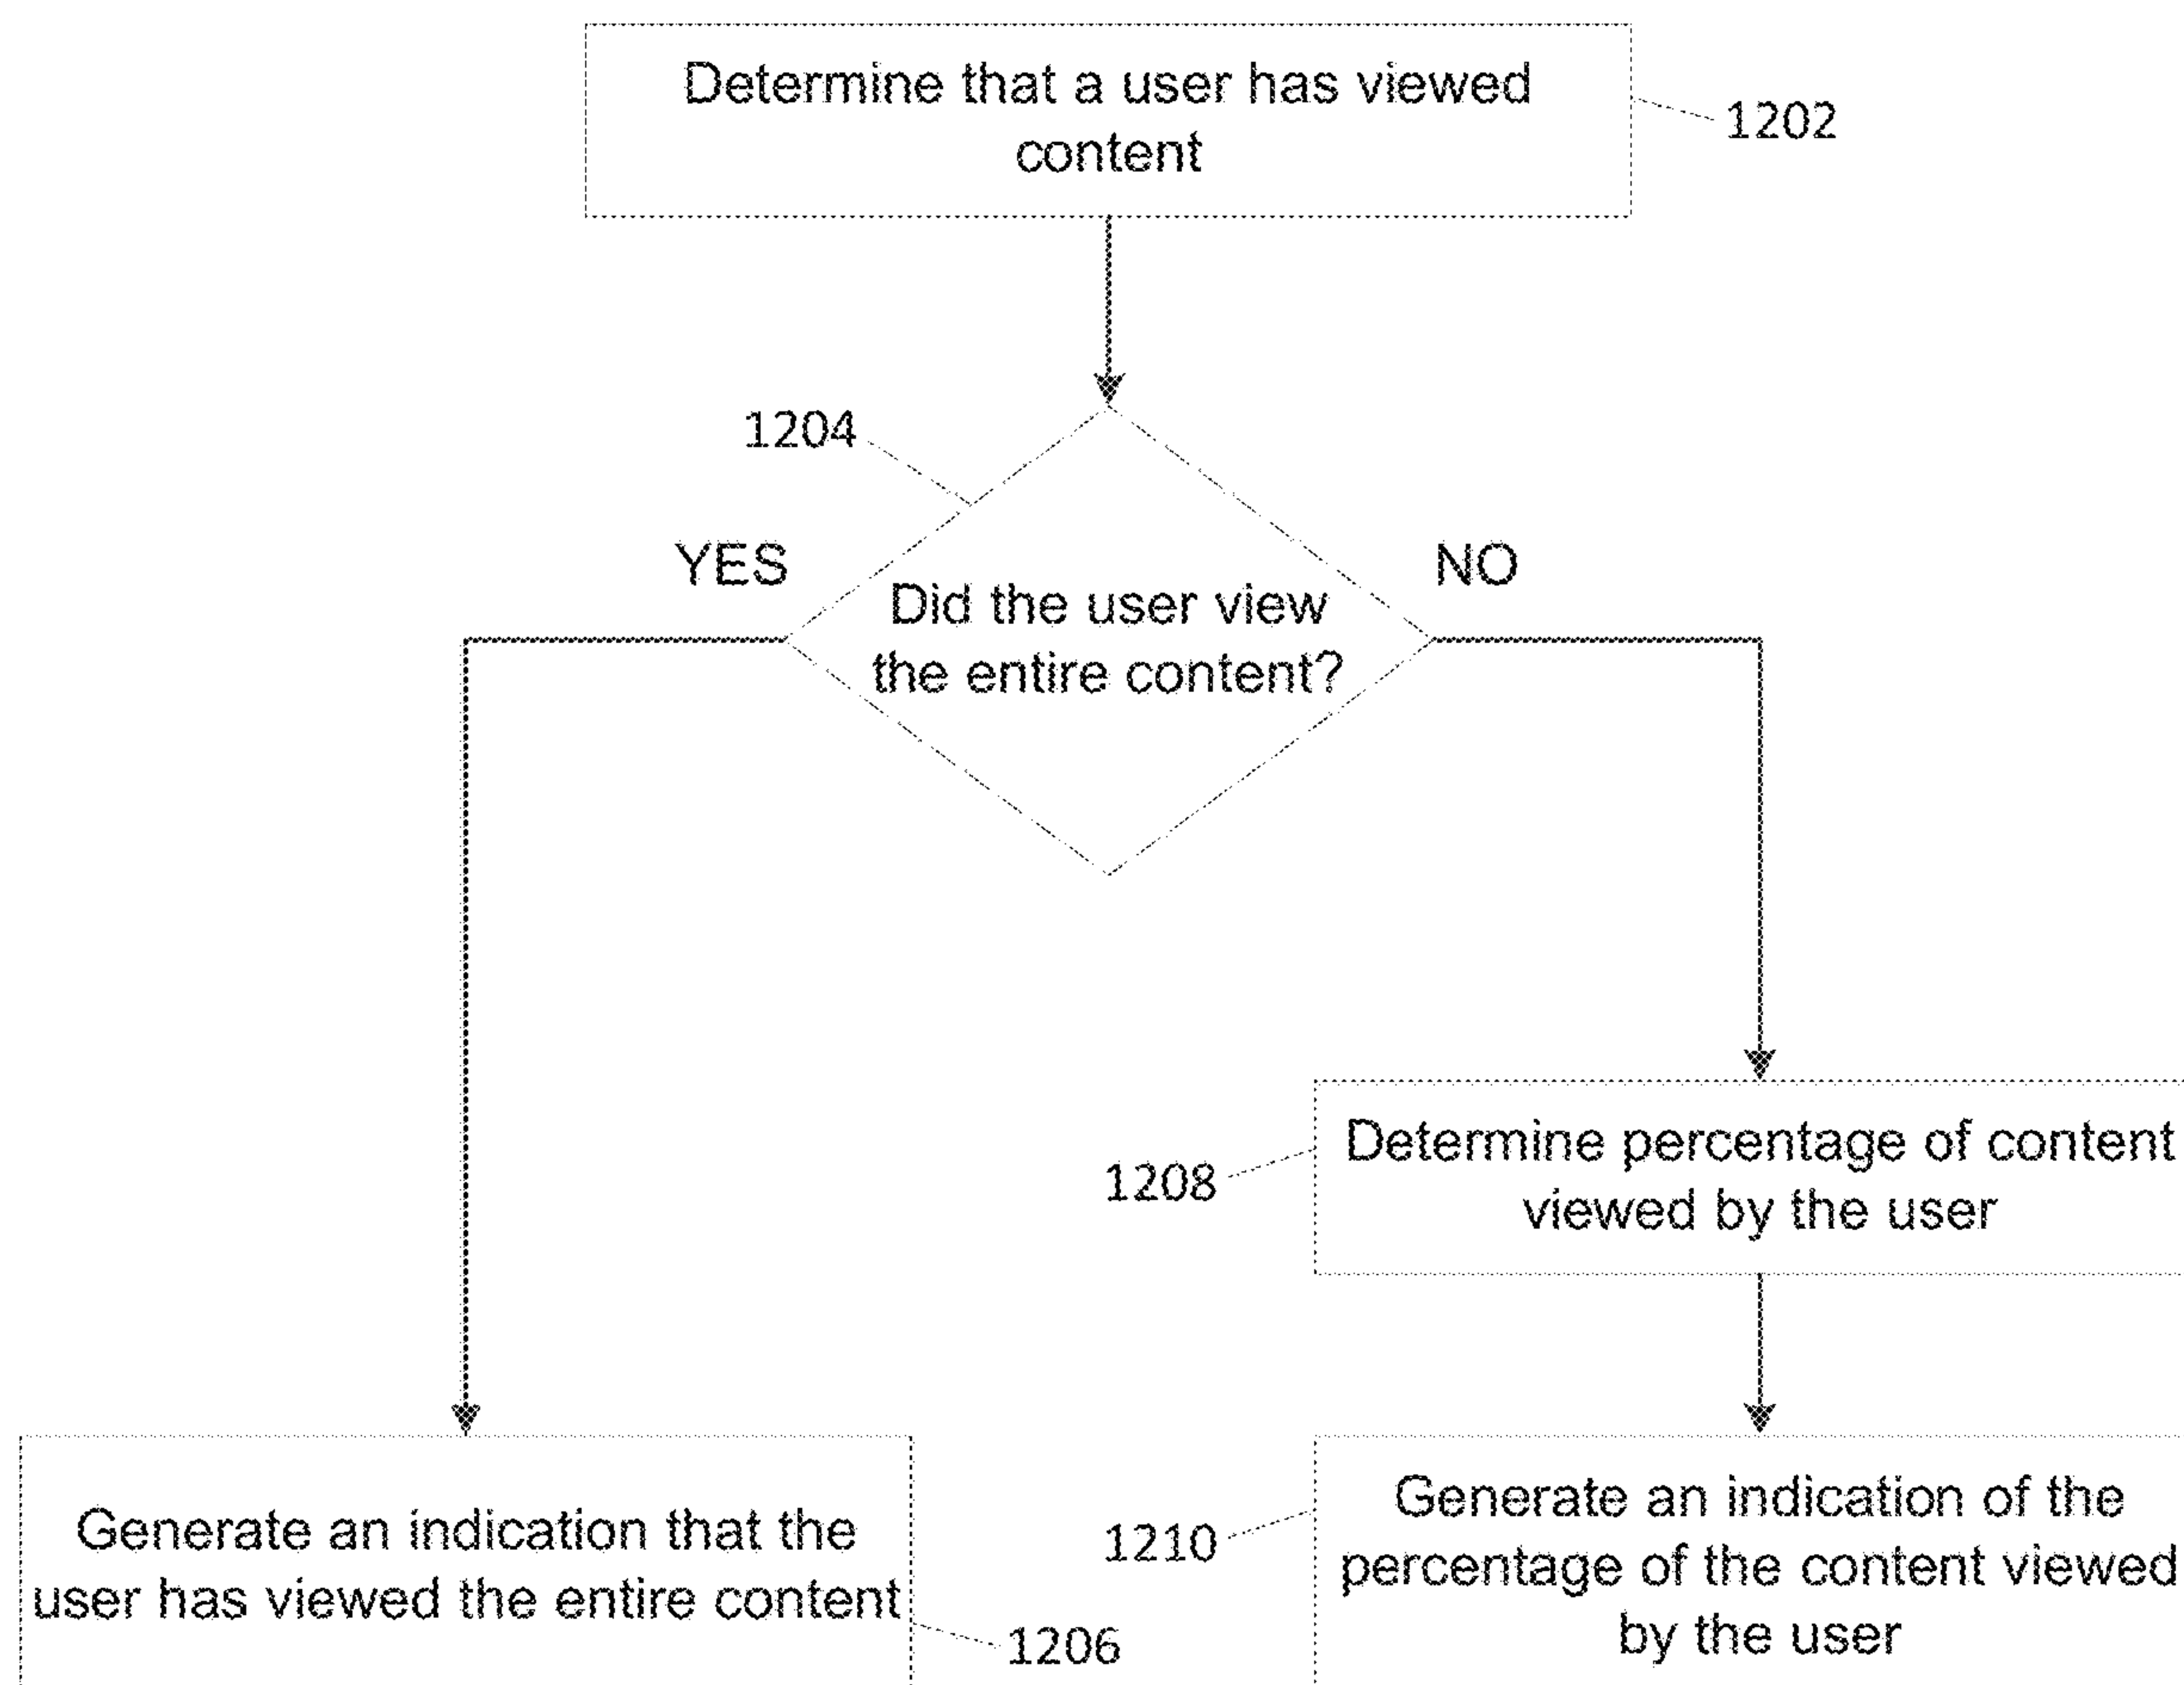 Determine that a user has viewed
content
1202
1204
YES
NO
Did the user view
the entire content?
Determine percentage of content
viewed by the user
1208
Generate an indication that the
user has viewed the entire content
1206
Generate an indication of the
percentage of the content viewed
by the user
1210